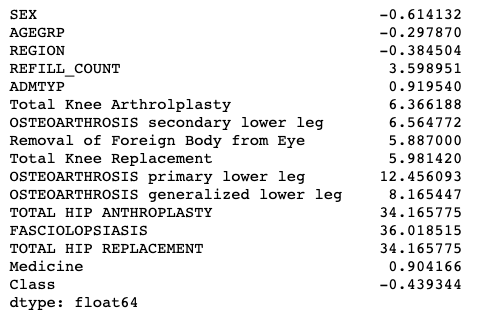 SEX -0.614132
AGEGRP -0.297870
REGION -0.384504
REFILL_COUNT 3.598951
ADMTYP 0.919540
Total Knee Arthrolplasty 6.366188
OSTEOARTHROSIS secondary lower leg 6.564772
Removal of Foreign Body from Eye 5.887000
Total Knee Replacement 5.981420
OSTEOARTHROSIS primary lower leg 12.456093
OSTEOARTHROSIS generalized lower leg 8.165447
TOTAL HIP ANTHROPLASTY 34.165775
FASCIOLOPSIASIS 36.018515
TOTAL HIP REPLACEMENT 34.165775
Medicine 0.904166
Class -0.439344
dtype: float64